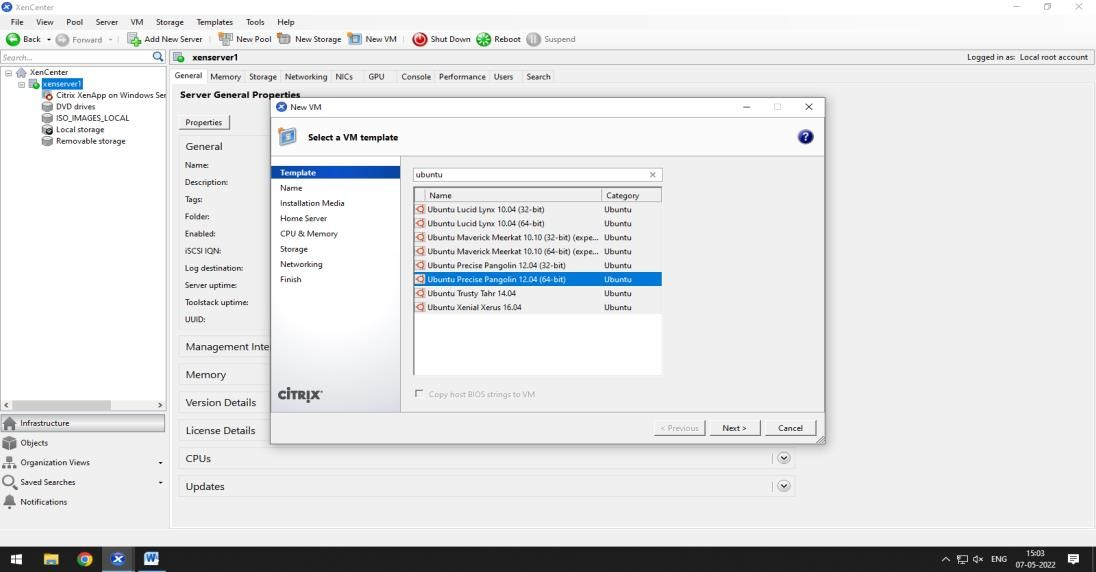 XenCenter
File View Pool Server VM Storage Templates Tools Help
Back Forward Add New Server New Pool New Storage New VM Shut Down Reboot Suspend
Search...
xenserver1
Logged in as: Local root account
XenCenter
xenserver1
Citrix XenApp on Windows Ser
DVD drives
ISO_IMAGES_LOCAL
Local storage
Removable storage
General Memory Storage Networking NICs GPU Console Performance Users Search
Server General Properties
Properties
General
Name:
Description:
Tags:
Folder:
Enabled:
iSCSI IQN:
Log destination:
Server uptime:
Toolstack uptime:
UUID:
Management Inte
Memory
Version Details
License Details
CPUs
Updates
New VM
Select a VM template
?
Template
Name
Installation Media
Home Server
CPU & Memory
Storage
Networking
Finish
CITRIX
ubuntu
Name Category
Ubuntu Lucid Lynx 10.04 (32-bit) Ubuntu
Ubuntu Lucid Lynx 10.04 (64-bit) Ubuntu
Ubuntu Maverick Meerkat 10.10 (32-bit) (expe... Ubuntu
Ubuntu Maverick Meerkat 10.10 (64-bit) (expe... Ubuntu
Ubuntu Precise Pangolin 12.04 (32-bit) Ubuntu
Ubuntu Precise Pangolin 12.04 (64-bit) Ubuntu
Ubuntu Trusty Tahr 14.04 Ubuntu
Ubuntu Xenial Xerus 16.04 Ubuntu
Copy host BIOS strings to VM
< Previous Next > Cancel
Infrastructure
Objects
Organization Views
Saved Searches
Notifications
ENG
15:03
07-05-2022